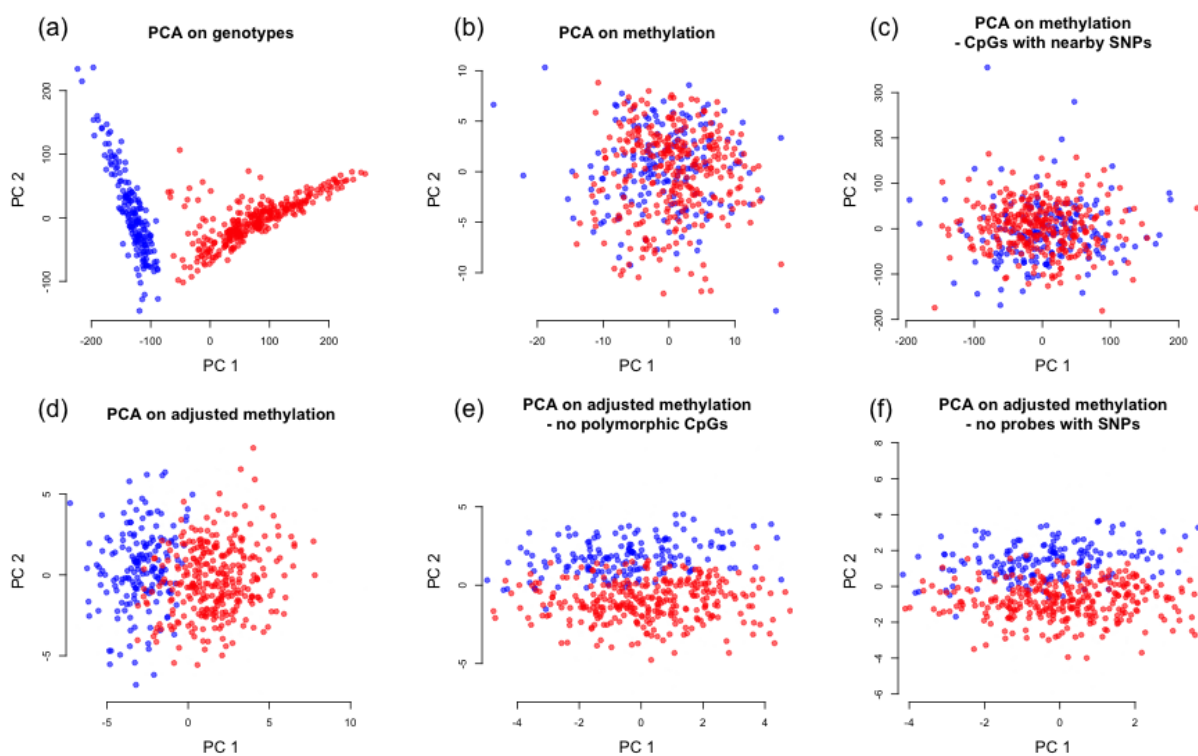 (a)
PCA on genotypes
PC 2
200
100
0
-100
-200
-100
0
100
200
PC 1
(b)
PCA on methylation
PC 2
10
5
0
-5
-10
-20
-10
0
10
PC 1
(c)
PCA on methylation
- CpGs with nearby SNPs
PC 2
300
200
100
0
-100
-200
-200
-100
0
100
200
PC 1
(d)
PCA on adjusted methylation
PC 2
5
0
-5
-5
0
5
10
PC 1
(e)
PCA on adjusted methylation
- no polymorphic CpGs
PC 2
5
0
-5
-4
-2
0
2
4
PC 1
(f)
PCA on adjusted methylation
- no probes with SNPs
PC 2
8
6
4
2
0
-2
-4
-6
-4
-2
0
2
PC 1